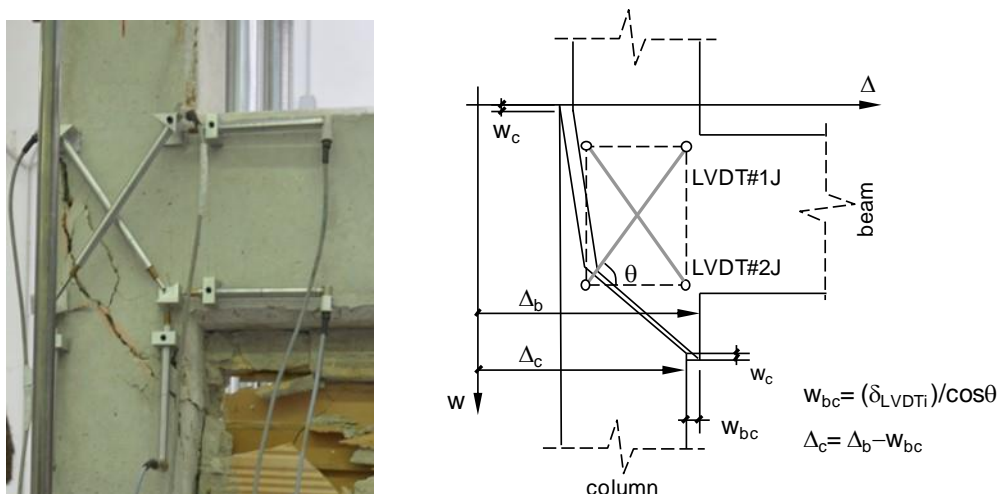 Δ
w_c
LVDT#1J
beam
θ
LVDT#2J
Δ_b
Δ_c
w_c
w
w_bc
w_bc= (δ_LVDTi)/cosθ
Δ_c= Δ_b–w_bc
column